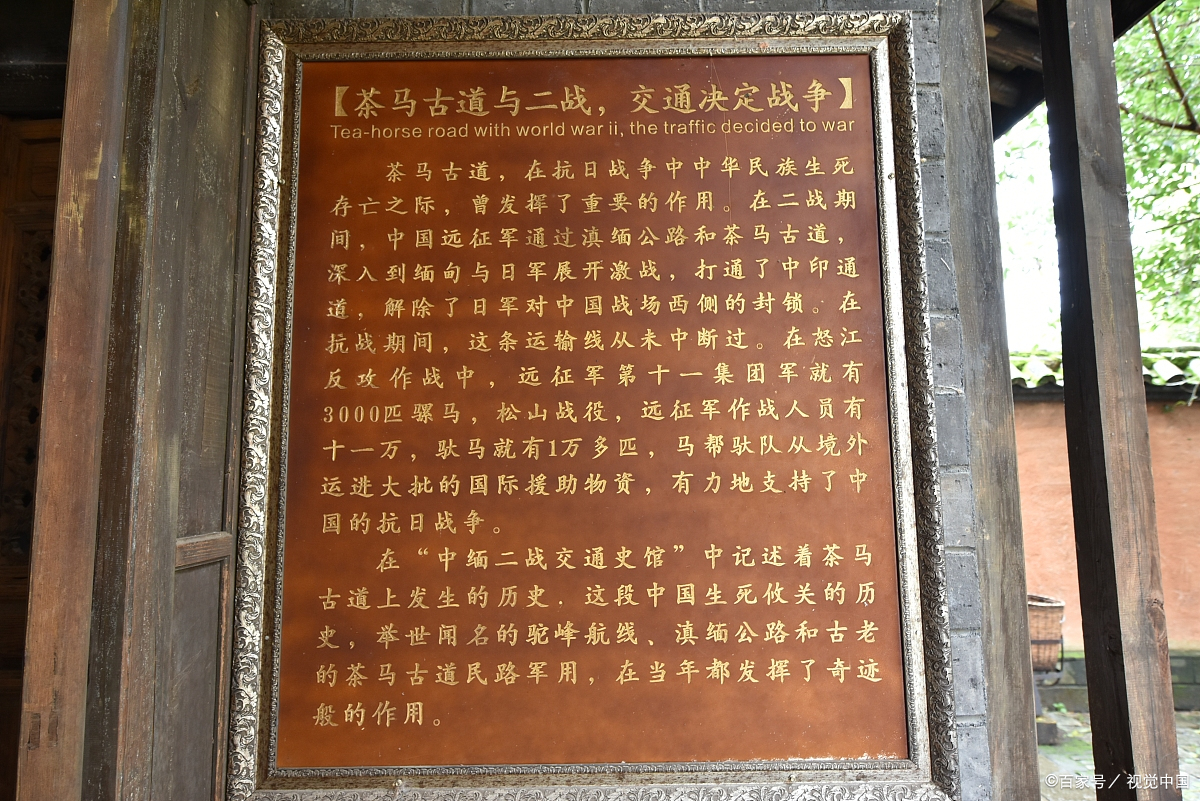 【茶马古道与二战，交通决定战争】
Tea-horse road with world war ii, the traffic decided to war
茶马古道，在抗日战争中中华民族生死
存亡之际，曾发挥了重要的作用。在二战期
间，中国远征军通过滇缅公路和茶马古道，
深入到缅甸与日军展开激战，打通了中印通
道，解除了日军对中国战场西侧的封锁。在
抗战期间，这条运输线从未中断过。在怒江
反攻作战中，远征军第十一集团军就有
3000匹骡马，松山战役，远征军作战人员有
十一万，驮马就有1万多匹，马帮驮队从境外
运进大批的国际援助物资，有力地支持了中
国的抗日战争。
在“中缅二战交通史馆”中记述着茶马
古道上发生的历史．这段中国生死攸关的历
史，举世闻名的驼峰航线、滇缅公路和古老
的茶马古道民路军用，在当年都发挥了奇迹
般的作用。
©百家号／视觉中国